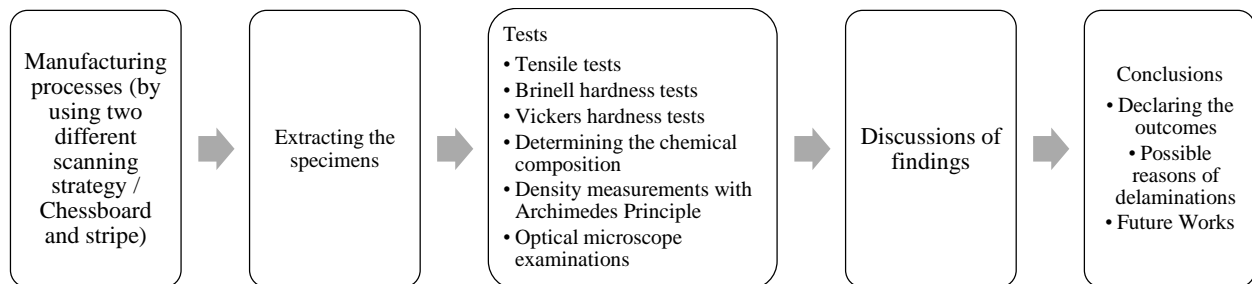 Manufacturing
processes (by
using two
different
scanning
strategy /
Chessboard
and stripe)
Extracting the
specimens
Tests
• Tensile tests
• Brinell hardness tests
• Vickers hardness tests
• Determining the chemical
composition
• Density measurements with
Archimedes Principle
• Optical microscope
examinations
Discussions of
findings
Conclusions
• Declaring the
outcomes
• Possible
reasons of
delaminations
• Future Works